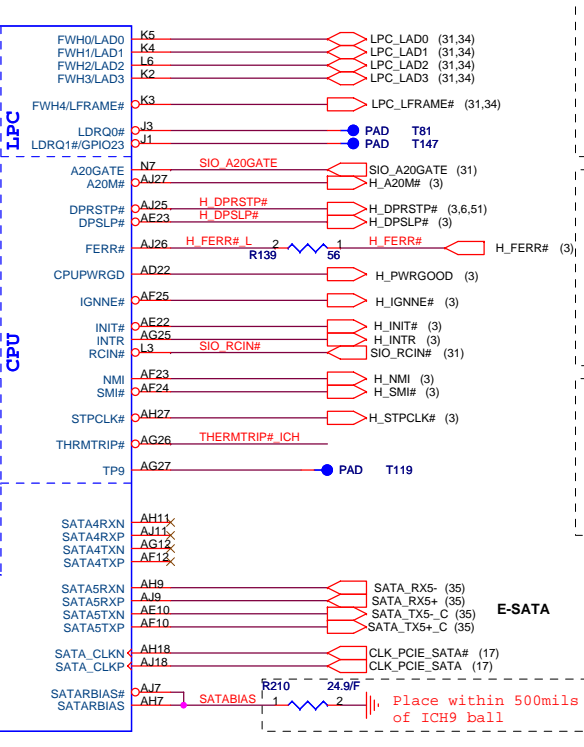 FWH0/LAD0 K5 LPC_LAD0 (31,34)
FWH1/LAD1 K4 LPC_LAD1 (31,34)
FWH2/LAD2 L6 LPC_LAD2 (31,34)
FWH3/LAD3 K2 LPC_LAD3 (31,34)
FWH4/LFRAME# K3 LPC_LFRAME# (31,34)
LPC
LDRQ0# J3 PAD T81
LDRQ1#/GPIO23 J1 PAD T147
A20GATE N7 SIO_A20GATE SIO_A20GATE (31)
A20M# AJ27 H_A20M# (3)
DPRSTP# AJ25 H_DPRSTP# H_DPRSTP# (3,6,51)
DPSLP# AE23 H_DPSLP# H_DPSLP# (3)
FERR# AJ26 H_FERR#_L 2 1 H_FERR# H_FERR# (3)
R139 56
CPUPWRGD AD22 H_PWRGOOD (3)
IGNNE# AF25 H_IGNNE# (3)
INIT# AE22 H_INIT# (3)
INTR AG25 H_INTR (3)
RCIN# L3 SIO_RCIN# SIO_RCIN# (31)
CPU
NMI AF23 H_NMI (3)
SMI# AF24 H_SMI# (3)
STPCLK# AH27 H_STPCLK# (3)
THRMTRIP# AG26 THERMTRIP#_ICH
TP9 AG27 PAD T119
SATA4RXN AH11
SATA4RXP AJ11
SATA4TXN AG12
SATA4TXP AF12
SATA5RXN AH9 SATA_RX5- (35)
SATA5RXP AJ9 SATA_RX5+ (35)
SATA5TXN AE10 SATA_TX5-_C (35)
SATA5TXP AF10 SATA_TX5+_C (35)
E-SATA
SATA_CLKN AH18 CLK_PCIE_SATA# (17)
SATA_CLKP AJ18 CLK_PCIE_SATA (17)
SATARBIAS# AJ7 R210 24.9/F
SATARBIAS AH7 SATABIAS 1 2
Place within 500mils
of ICH9 ball